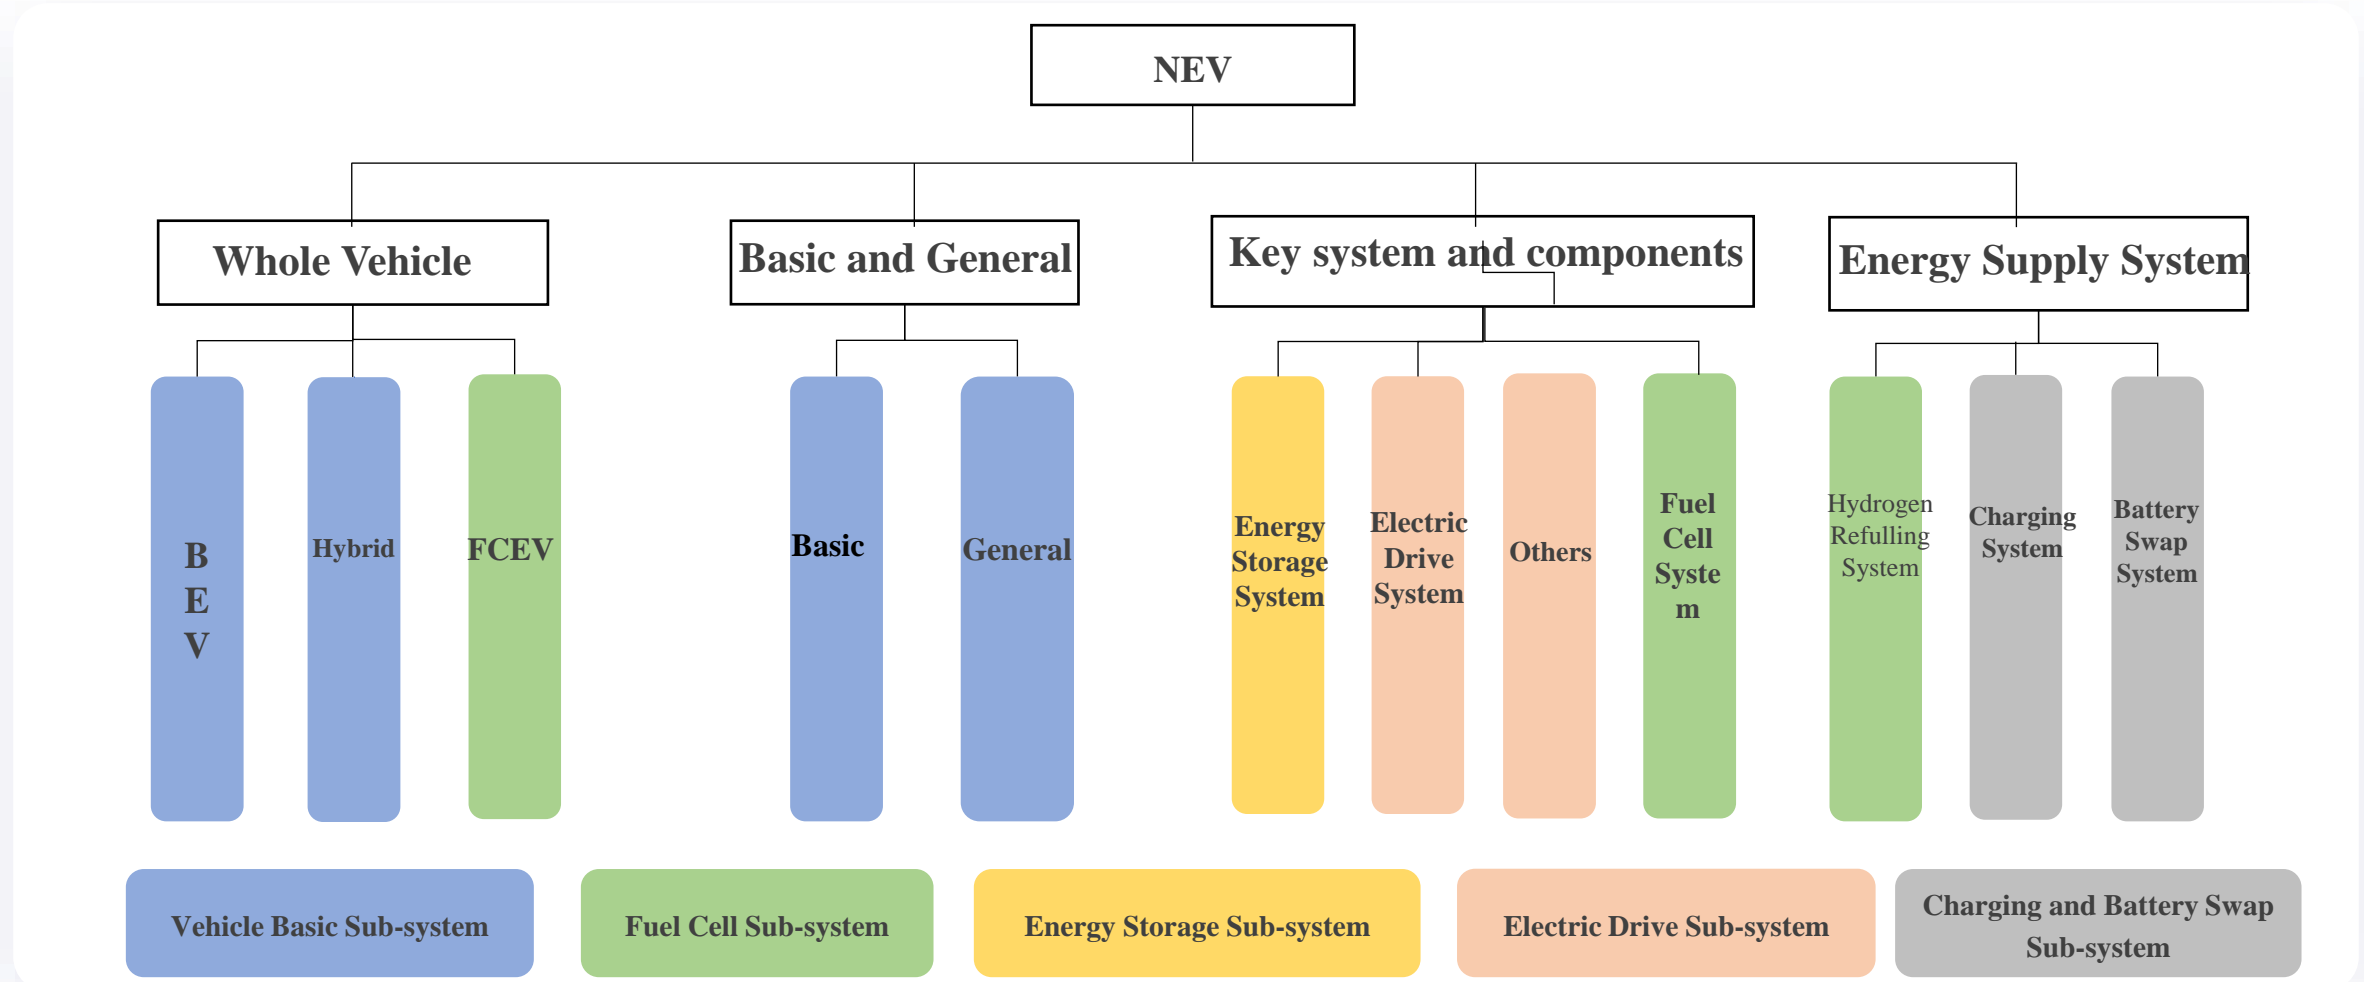 NEV
Whole Vehicle
Basic and General
Key system and components
Energy Supply System
B
E
V
Hybrid
FCEV
Basic
General
Energy
Storage
System
Electric
Drive
System
Others
Fuel
Cell
Syste
m
Hydrogen
Refulling
System
Charging
System
Battery
Swap
System
Vehicle Basic Sub-system
Fuel Cell Sub-system
Energy Storage Sub-system
Electric Drive Sub-system
Charging and Battery Swap
Sub-system